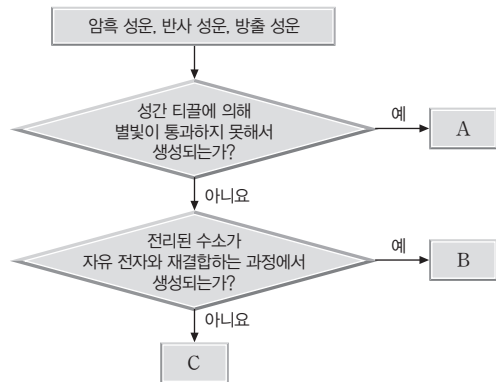 암흑 성운, 반사 성운, 방출 성운
성간 티끌에 의해
별빛이 통과하지 못해서
생성되는가?
예
A
아니요
전리된 수소가
자유 전자와 재결합하는 과정에서
생성되는가?
예
B
아니요
C